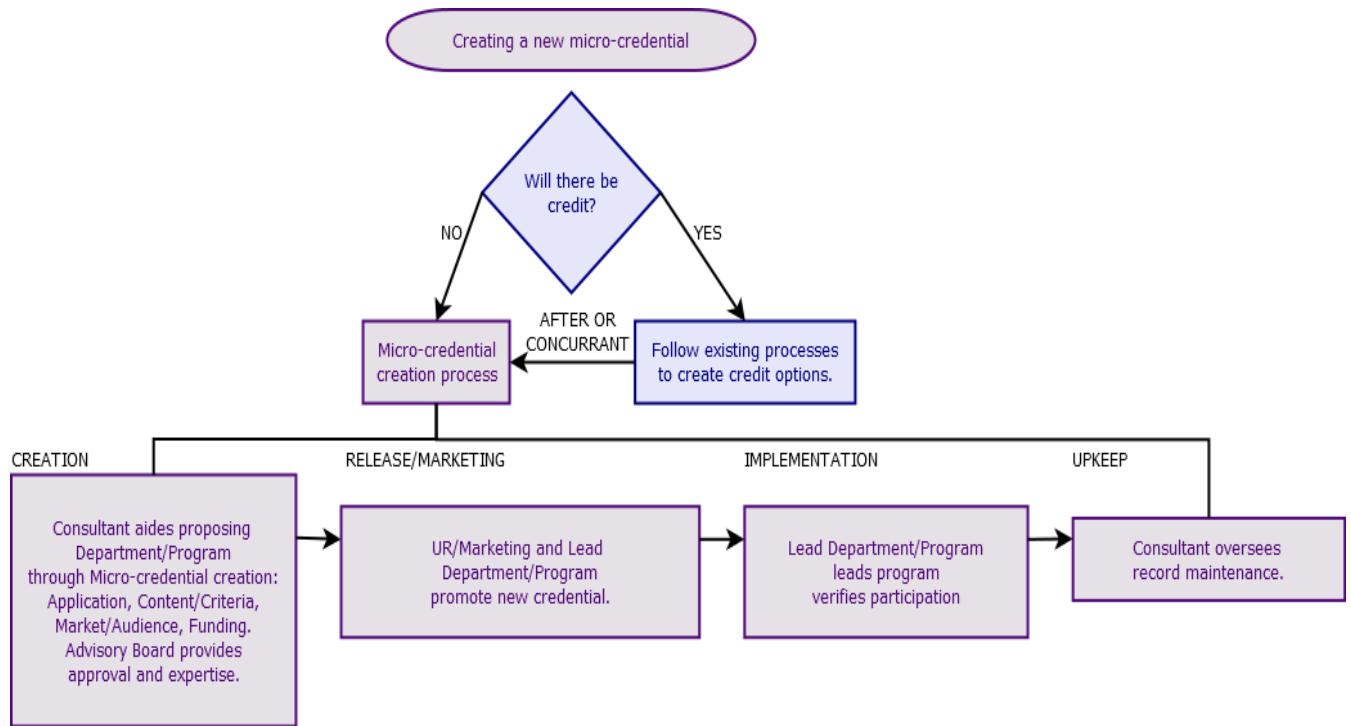 Creating a new micro-credential
Will there be
credit?
NO
YES
Micro-credential
creation process
AFTER OR
CONCURRANT
Follow existing processes
to create credit options.
CREATION
Consultant aides proposing
Department/Program
through Micro-credential creation:
Application, Content/Criteria,
Market/Audience, Funding.
Advisory Board provides
approval and expertise.
RELEASE/MARKETING
UR/Marketing and Lead
Department/Program
promote new credential.
IMPLEMENTATION
Lead Department/Program
leads program
verifies participation
UPKEEP
Consultant oversees
record maintenance.